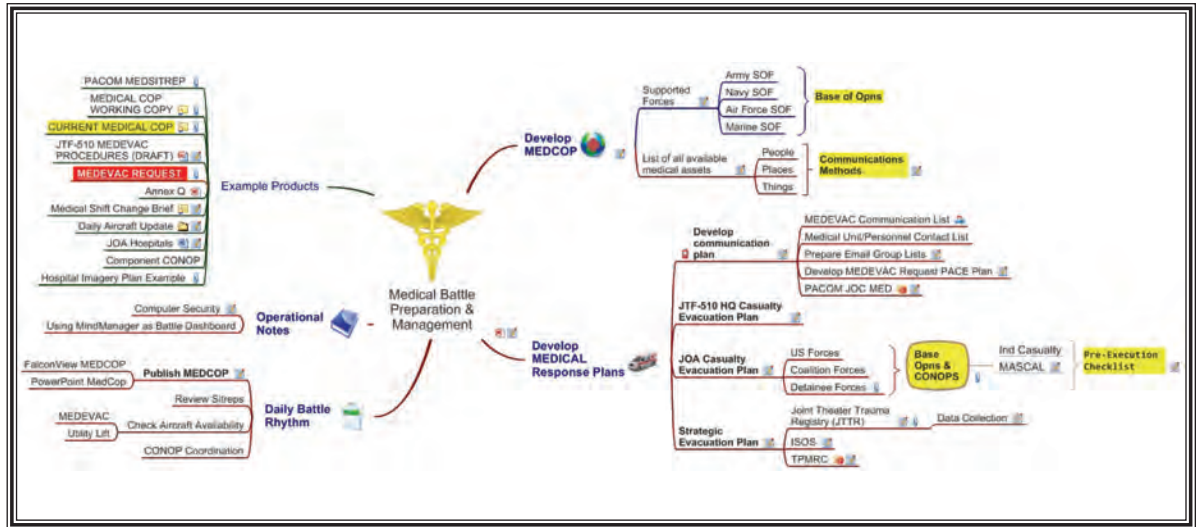 PACOM MEDSITREP
MEDICAL COP
WORKING COPY
CURRENT MEDICAL COP
JTF-510 MEDEVAC
PROCEDURES (DRAFT)
MEDEVAC REQUEST
Annex Q
Medical Shift Change Brief
Daily Aircraft Update
JOA Hospitals
Component CONOP
Hospital Imagery Plan Example
Example Products
Computer Security
Using MindManager as Battle Dashboard
Operational
Notes
FalconView MEDCOP
PowerPoint MedCop
Publish MEDCOP
Review Sitreps
MEDEVAC
Utility Lift
Check Aircraft Availability
CONOP Coordination
Daily Battle
Rhythm
Medical Battle
Preparation &
Management
Develop
MEDCOP
Supported
Forces
Army SOF
Navy SOF
Air Force SOF
Marine SOF
Base of Opns
List of all available
medical assets
People
Places
Things
Communications
Methods
Develop
MEDICAL
Response Plans
Develop
communication
plan
MEDEVAC Communication List
Medical Unit/Personnel Contact List
Prepare Email Group Lists
Develop MEDEVAC Request PACE Plan
PACOM JOC MED
JTF-510 HQ Casualty
Evacuation Plan
JOA Casualty
Evacuation Plan
US Forces
Coalition Forces
Detainee Forces
Base
Opns &
CONOPS
Ind Casualty
MASCAL
Pre-Execution
Checklist
Strategic
Evacuation Plan
Joint Theater Trauma
Registry (JTTR)
Data Collection
ISOS
TPMRC